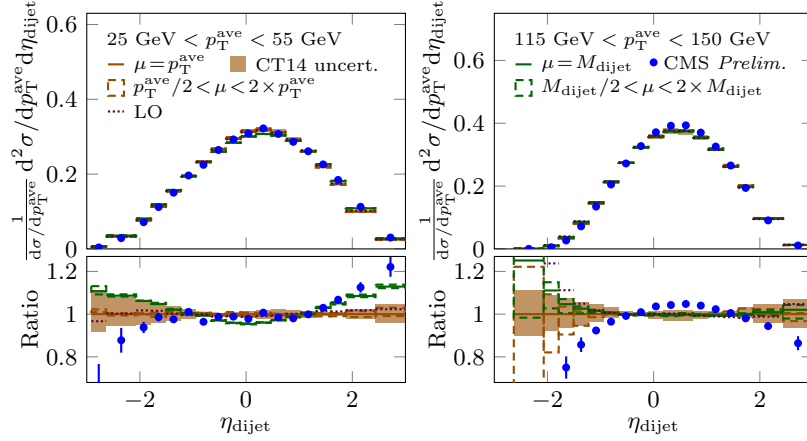 25 GeV < p_T^ave < 55 GeV
μ = p_T^ave
CT14 uncert.
p_T^ave/2 < μ < 2×p_T^ave
LO
1/(dσ/dp_T^ave) d²σ/dp_T^ave dη_dijet
0.6
0.4
0.2
0
Ratio
1.2
1
0.8
−2
0
2
η_dijet
115 GeV < p_T^ave < 150 GeV
μ = M_dijet
CMS Prelim.
M_dijet/2 < μ < 2×M_dijet
1/(dσ/dp_T^ave) d²σ/dp_T^ave dη_dijet
0.6
0.4
0.2
0
Ratio
1.2
1
0.8
−2
0
2
η_dijet